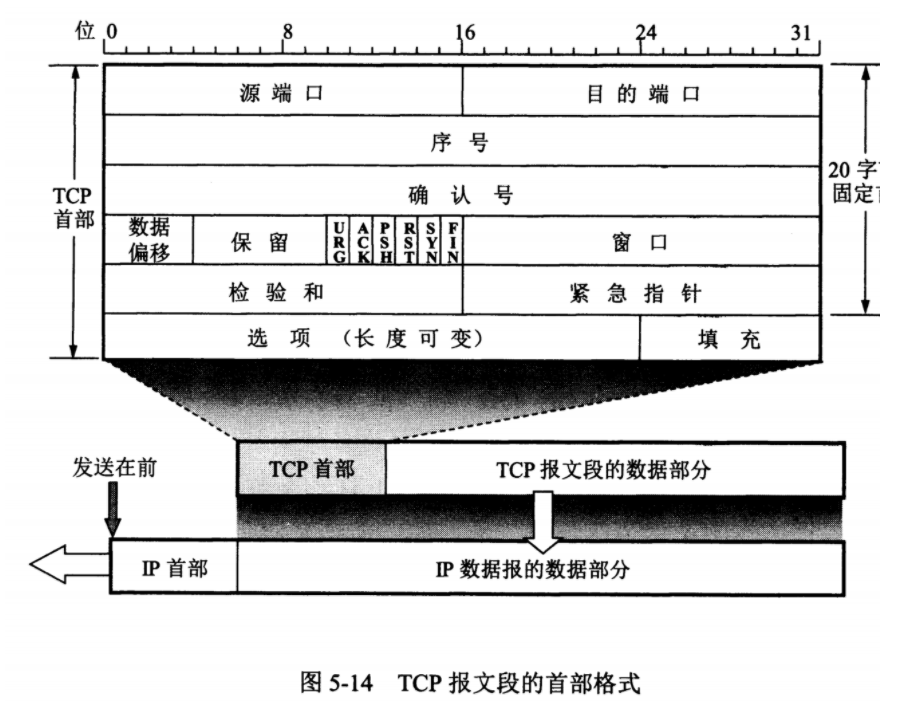 位 0 8 16 24 31
源端口 目的端口
序号
TCP
首部
确认号
20 字
固定
数据
偏移
保留
URG
ACK
PSH
RST
SYN
FIN
窗口
检验和 紧急指针
选项（长度可变） 填充
发送在前
TCP 首部 TCP 报文段的数据部分
IP 首部 IP 数据报的数据部分
图 5-14 TCP 报文段的首部格式